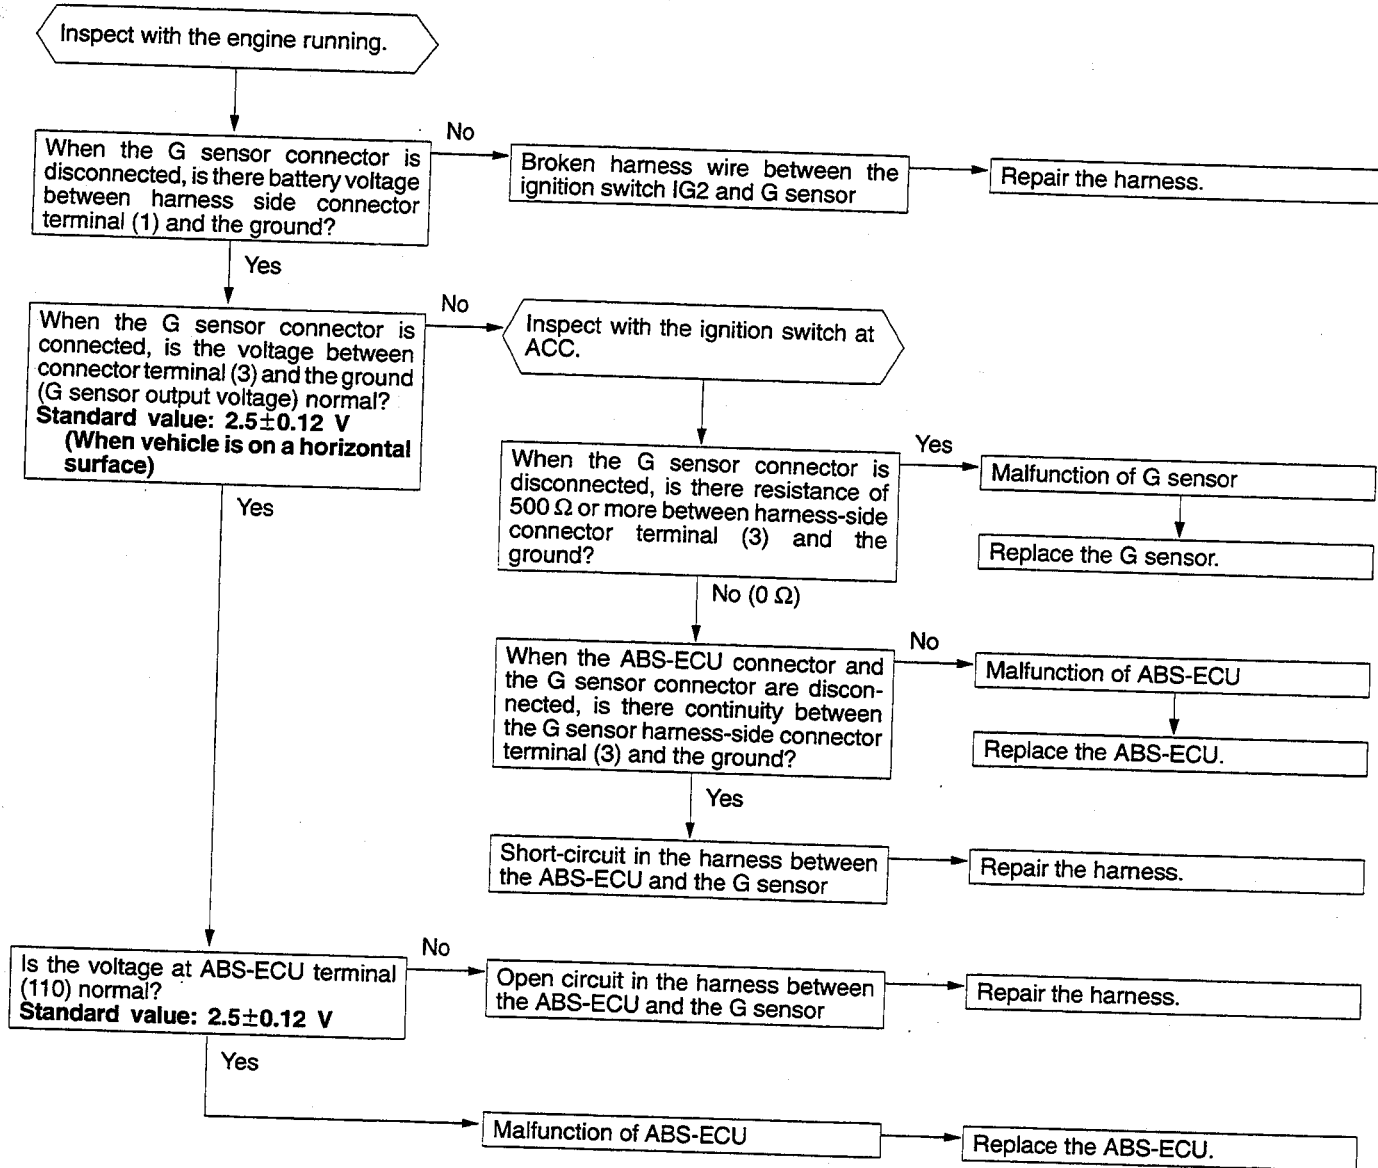 Inspect with the engine running.
When the G sensor connector is
disconnected, is there battery voltage
between harness side connector
terminal (1) and the ground?
No
Broken harness wire between the
ignition switch IG2 and G sensor
Repair the harness.
Yes
When the G sensor connector is
connected, is the voltage between
connector terminal (3) and the ground
(G sensor output voltage) normal?
Standard value: 2.5±0.12 V
(When vehicle is on a horizontal
surface)
No
Inspect with the ignition switch at
ACC.
When the G sensor connector is
disconnected, is there resistance of
500 Ω or more between harness-side
connector terminal (3) and the
ground?
Yes
Malfunction of G sensor
Replace the G sensor.
No (0 Ω)
When the ABS-ECU connector and
the G sensor connector are discon-
nected, is there continuity between
the G sensor harness-side connector
terminal (3) and the ground?
No
Malfunction of ABS-ECU
Replace the ABS-ECU.
Yes
Short-circuit in the harness between
the ABS-ECU and the G sensor
Repair the harness.
Yes
Is the voltage at ABS-ECU terminal
(110) normal?
Standard value: 2.5±0.12 V
No
Open circuit in the harness between
the ABS-ECU and the G sensor
Repair the harness.
Yes
Malfunction of ABS-ECU
Replace the ABS-ECU.